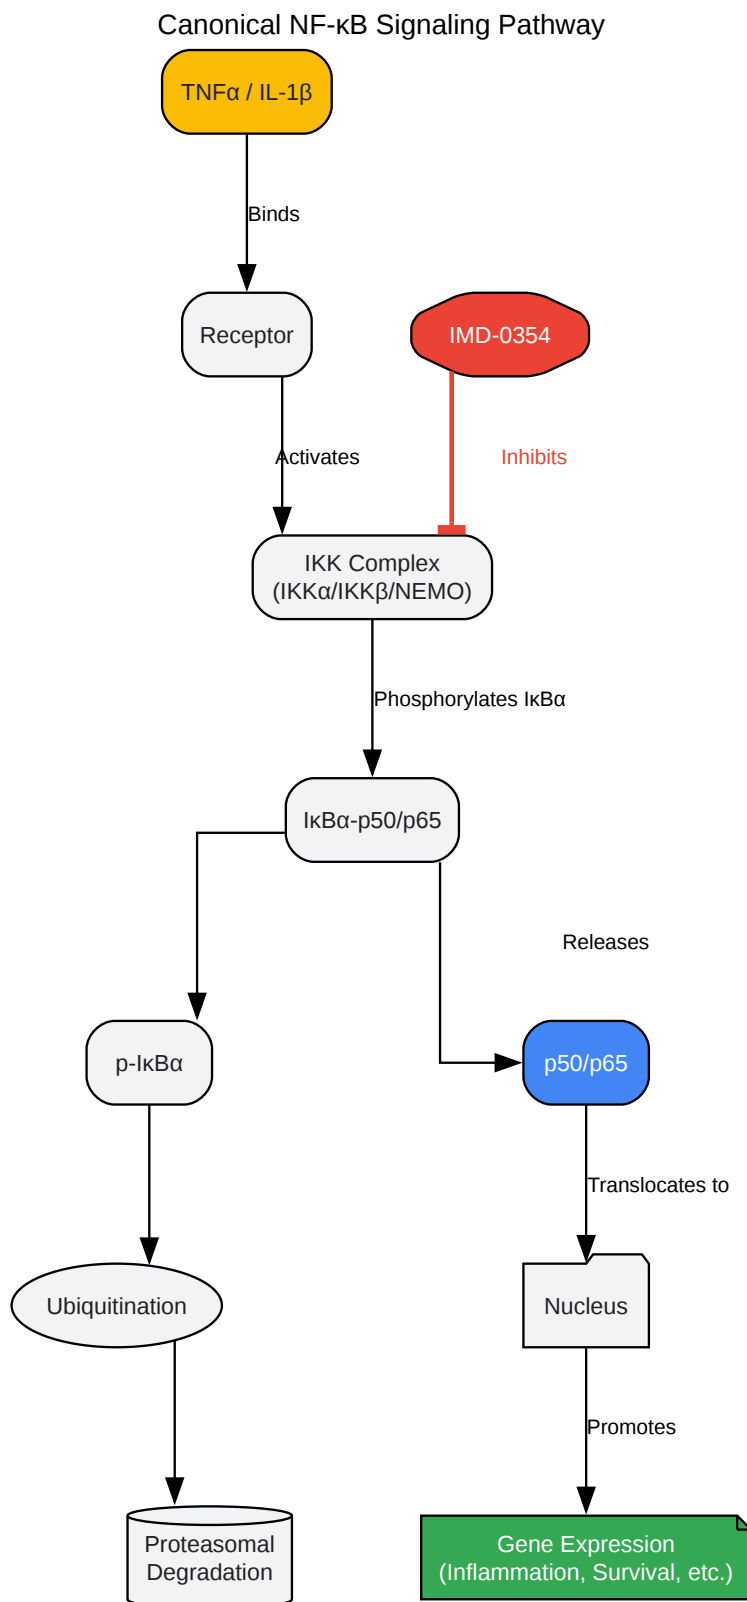 Canonical NF-κB Signaling Pathway
TNFα / IL-1β
Binds
Receptor
IMD-0354
Activates
Inhibits
IKK Complex
(IKKα/IKKβ/NEMO)
Phosphorylates IκBα
IκBα-p50/p65
Releases
p-IκBα
p50/p65
Translocates to
Ubiquitination
Nucleus
Promotes
Proteasomal
Degradation
Gene Expression
(Inflammation, Survival, etc.)